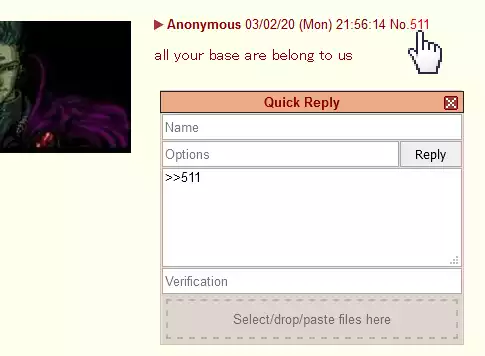 ▶ Anonymous 03/02/20 (Mon) 21:56:14 No.511
all your base are belong to us
Quick Reply
Name
Options
Reply
>>511
Verification
Select/drop/paste files here